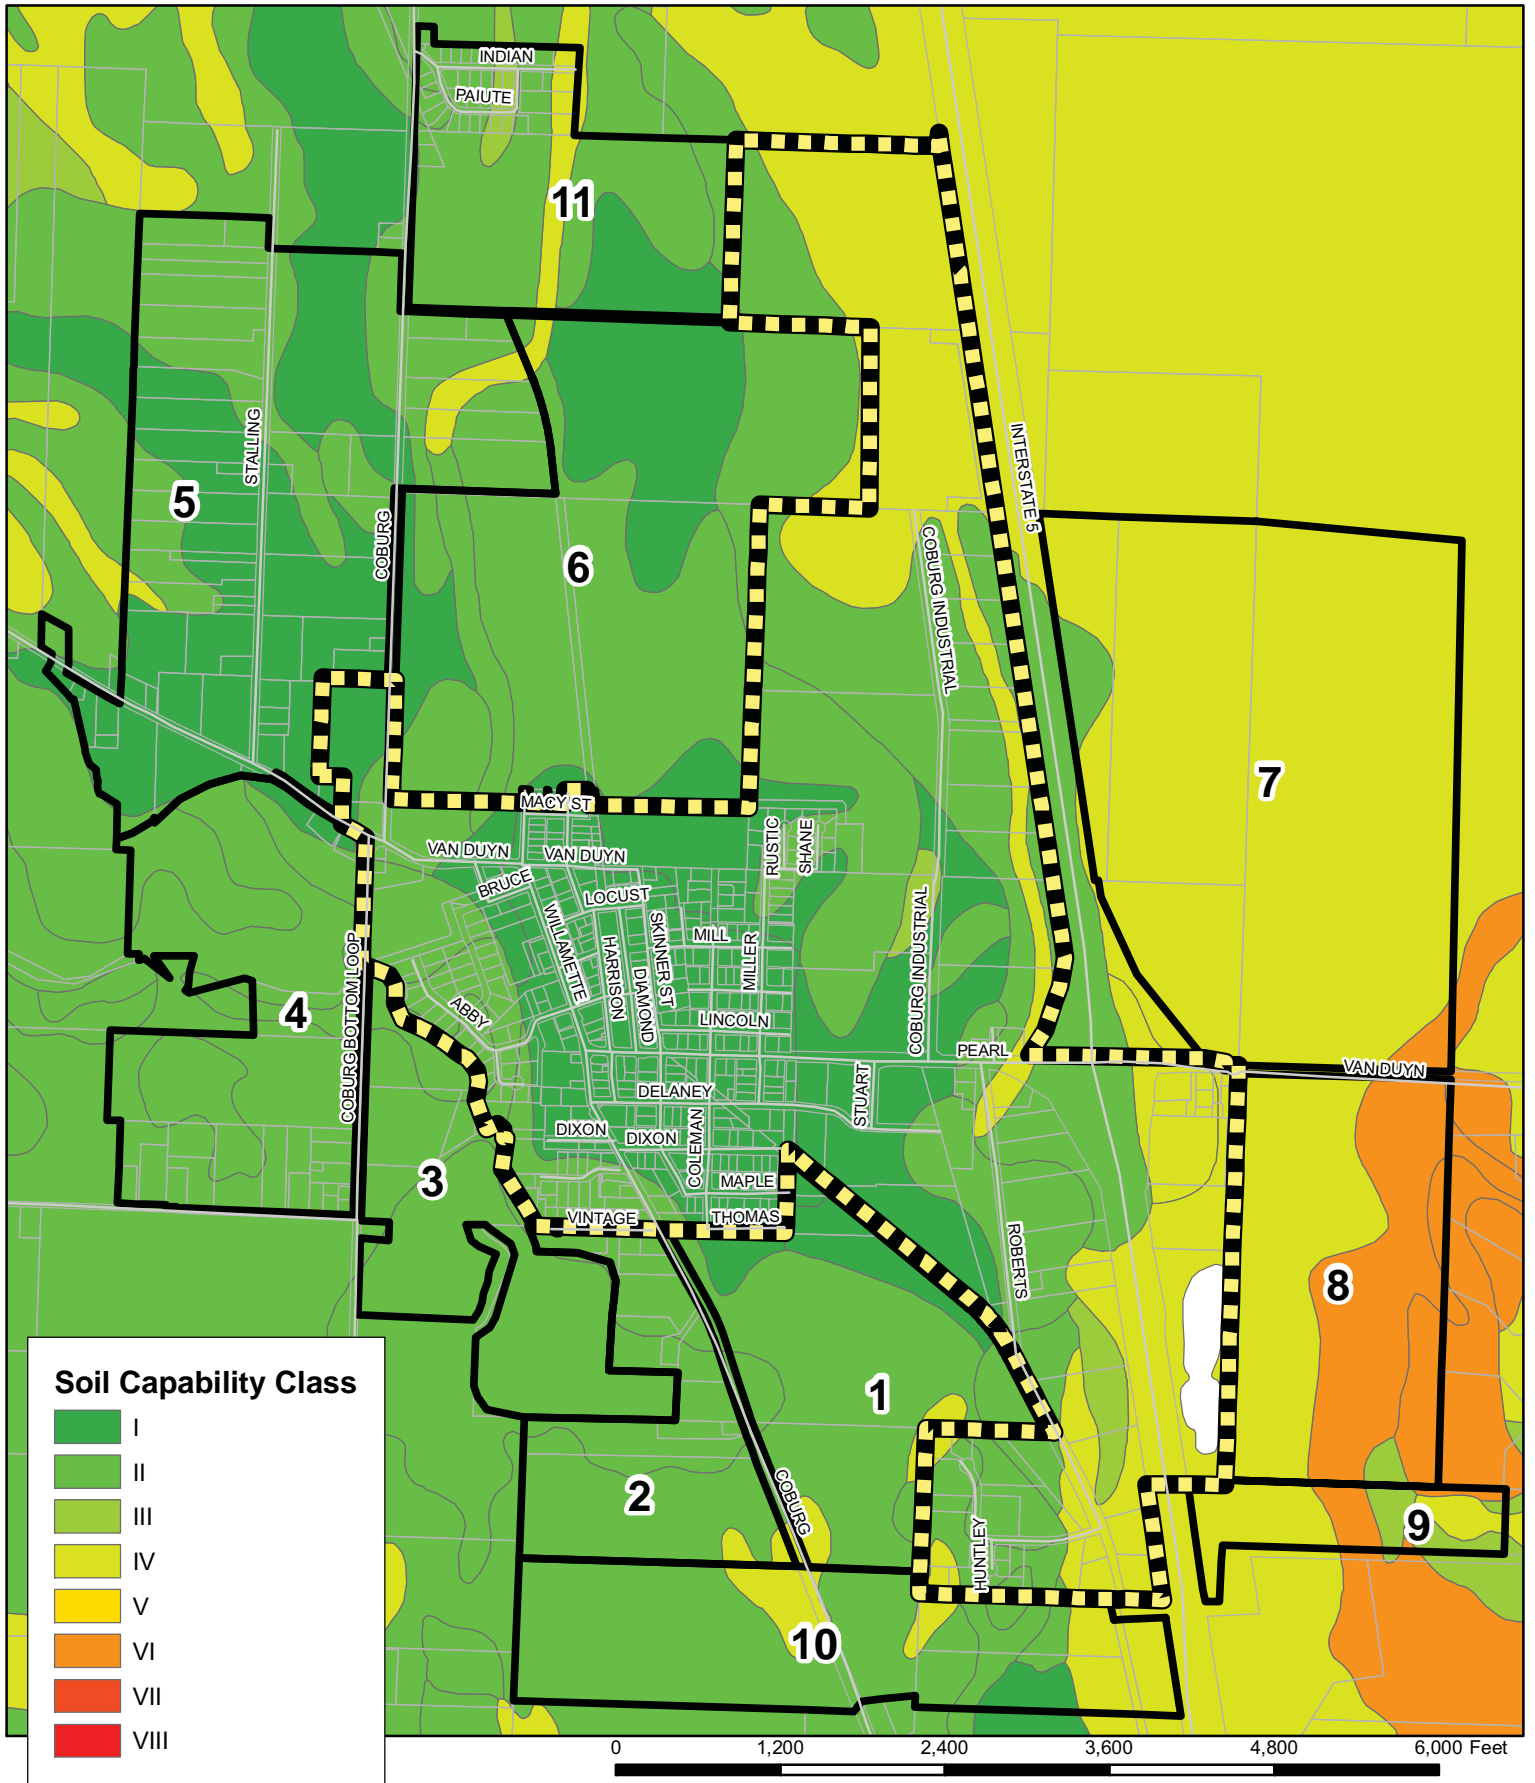 INDIAN
PAIUTE
11
STALLING
5
COBURG
INTERSTATE 5
6
COBURG INDUSTRIAL
7
MACY ST
VAN DUYN
VAN DUYN
RUSTIC
SHANE
BRUCE
LOCUST
WILLAMETTE
HARRISON
SKINNER ST
DIAMOND
MILL
MILLER
COBURG INDUSTRIAL
COBURG BOTTOM LOOP
4
ABBY
LINCOLN
PEARL
VAN DUYN
DELANEY
STUART
DIXON
DIXON
COLEMAN
3
MAPLE
VINTAGE
THOMAS
ROBERTS
8
1
2
COBURG
HUNTLEY
9
10
Soil Capability Class
I
II
III
IV
V
VI
VII
VIII
0 1,200 2,400 3,600 4,800 6,000 Feet